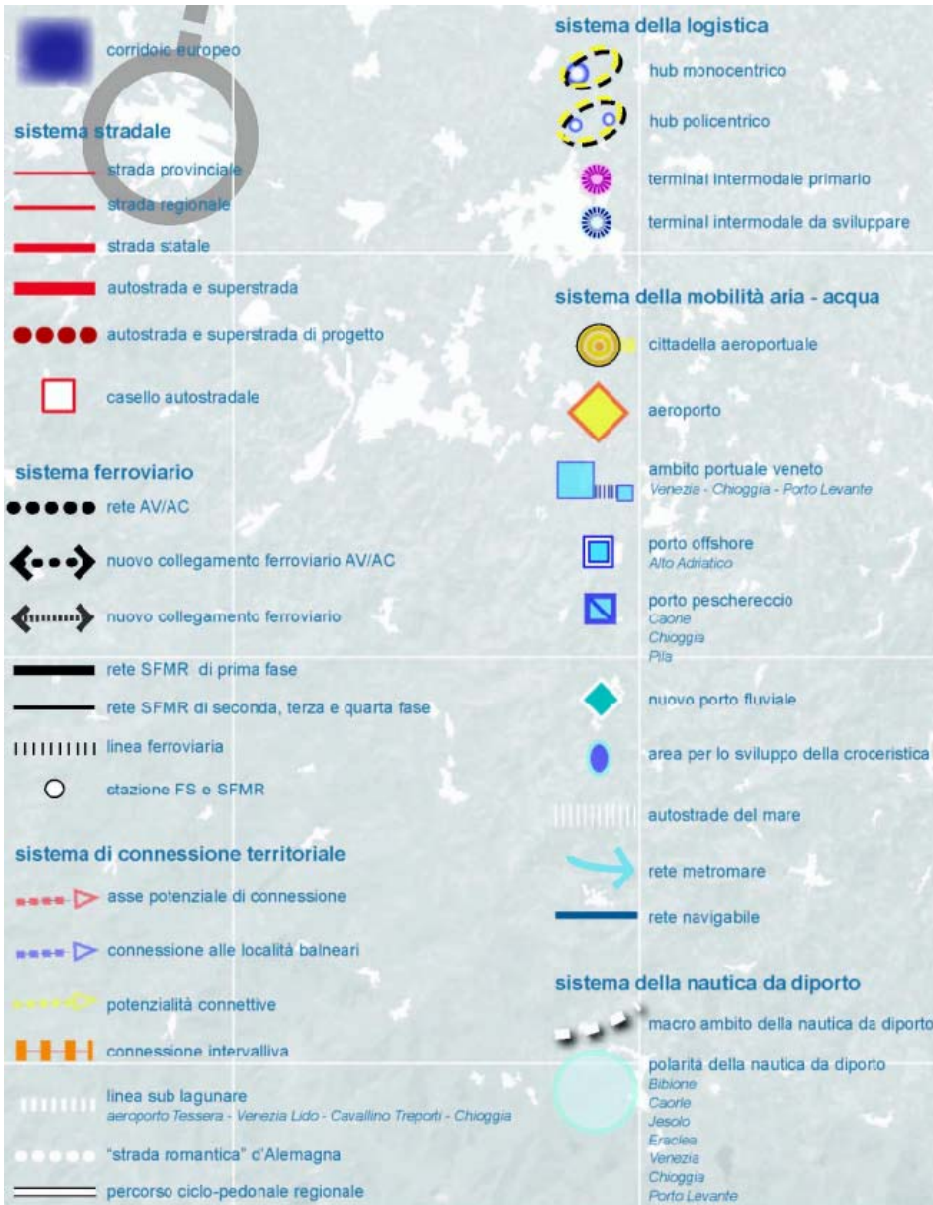 corridoio europeo
sistema stradale
strada provinciale
strada regionale
strada statale
autostrada e superstrada
autostrada e superstrada di progetto
casello autostradale
sistema ferroviario
rete AV/AC
nuovo collegamento ferroviario AV/AC
nuovo collegamento ferroviario
rete SFMR di prima fase
rete SFMR di seconda, terza e quarta fase
linea ferroviaria
stazione FS e SFMR
sistema di connessione territoriale
asse potenziale di connessione
connessione alle località balneari
potenzialità connettive
connessione intervalliva
linea sub lagunare
aeroporto Tessera - Venezia Lido - Cavallino Treporti - Chioggia
"strada romantica" d'Alemagna
percorso ciclo-pedonale regionale
sistema della logistica
hub monocentrico
hub policentrico
terminal intermodale primario
terminal intermodale da sviluppare
sistema della mobilità aria - acqua
cittadella aeroportuale
aeroporto
ambito portuale veneto
Venezia - Chioggia - Porto Levante
porto offshore
Alto Adriatico
porto peschereccio
Caorle
Chioggia
Pila
nuovo porto fluviale
area per lo sviluppo della croceristica
autostrade del mare
rete metromare
rete navigabile
sistema della nautica da diporto
macro ambito della nautica da diporto
polarità della nautica da diporto
Bibione
Caorle
Jesolo
Eraclea
Venezia
Chioggia
Porto Levante